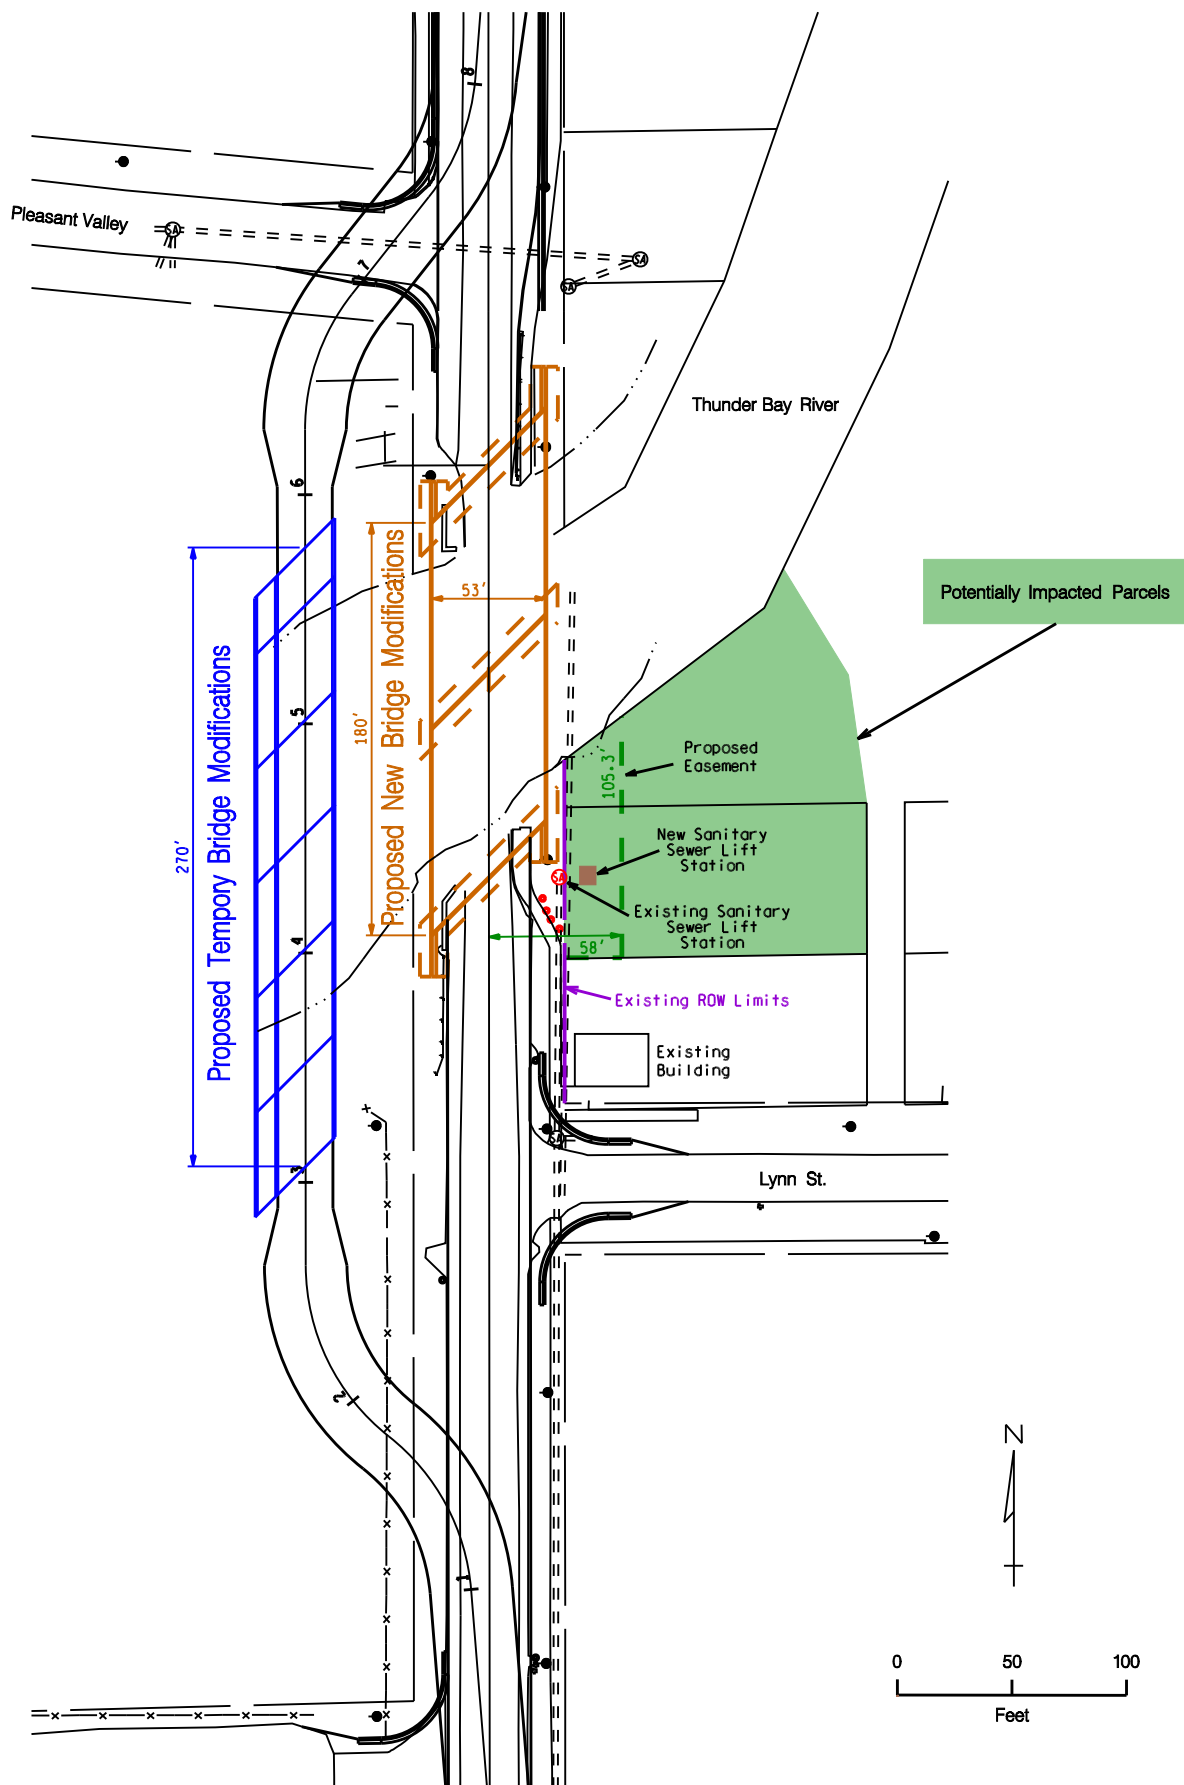 8
Pleasant Valley
SA
SA
SA
7
Thunder Bay River
6
Potentially Impacted Parcels
53'
180'
Proposed New Bridge Modifications
270'
Proposed Tempory Bridge Modifications
5
105.3'
Proposed
Easement
New Sanitary
Sewer Lift
Station
SA
Existing Sanitary
Sewer Lift
Station
4
58'
Existing ROW Limits
Existing
Building
SA
3
Lynn St.
2
N
1
0 50 100
Feet